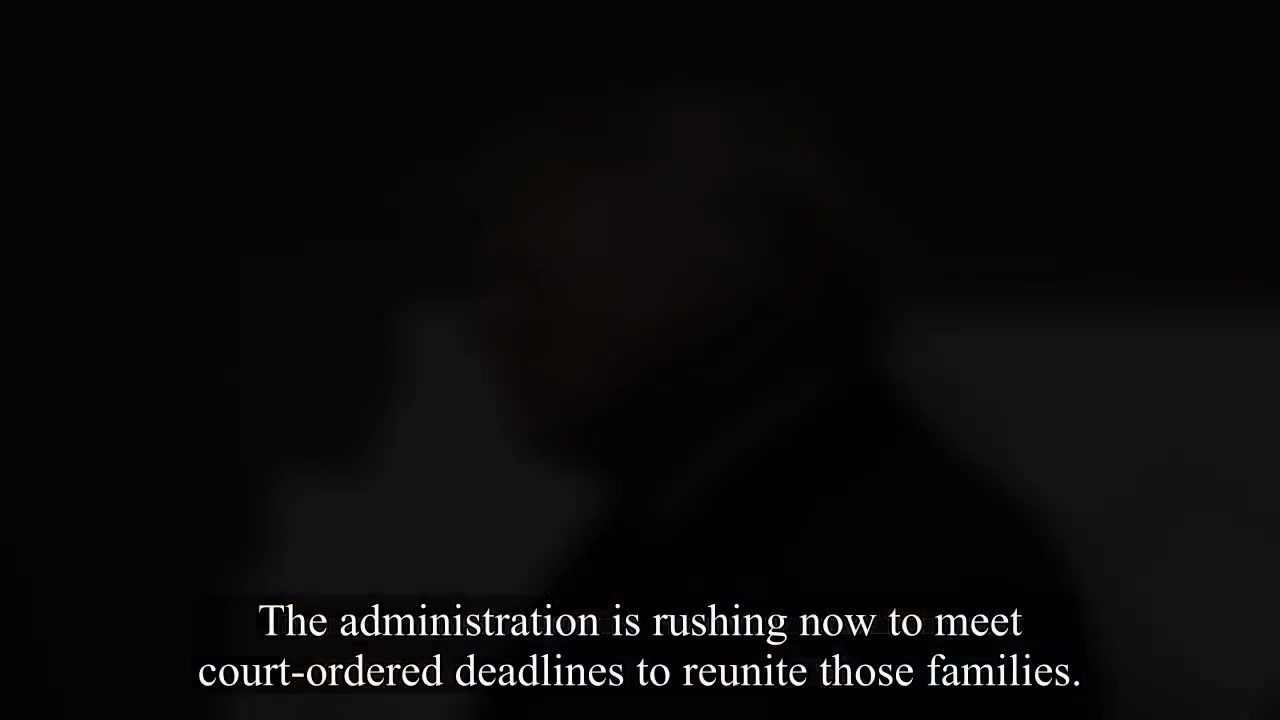 The administration is rushing now to meet
court-ordered deadlines to reunite those families.